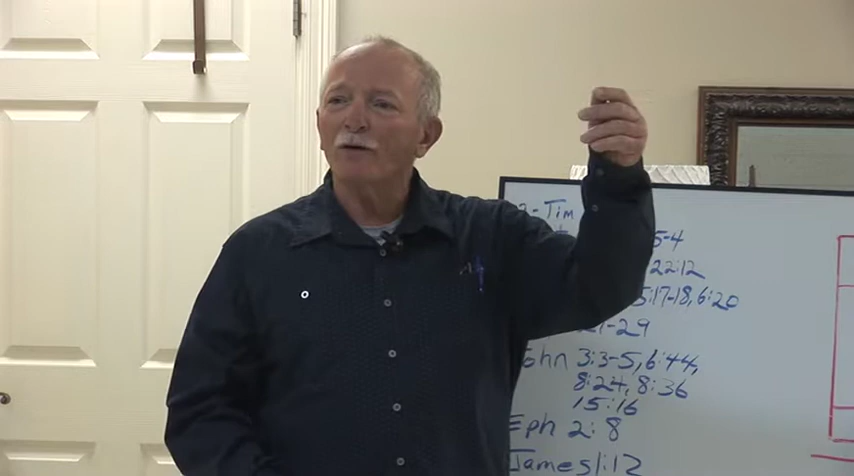 2-Tim
5-4
22:12
5:17-18, 6:20
21-29
John 3:3-5, 6:44,
8:24, 8:36
15:16
Eph 2:8
James 1:12